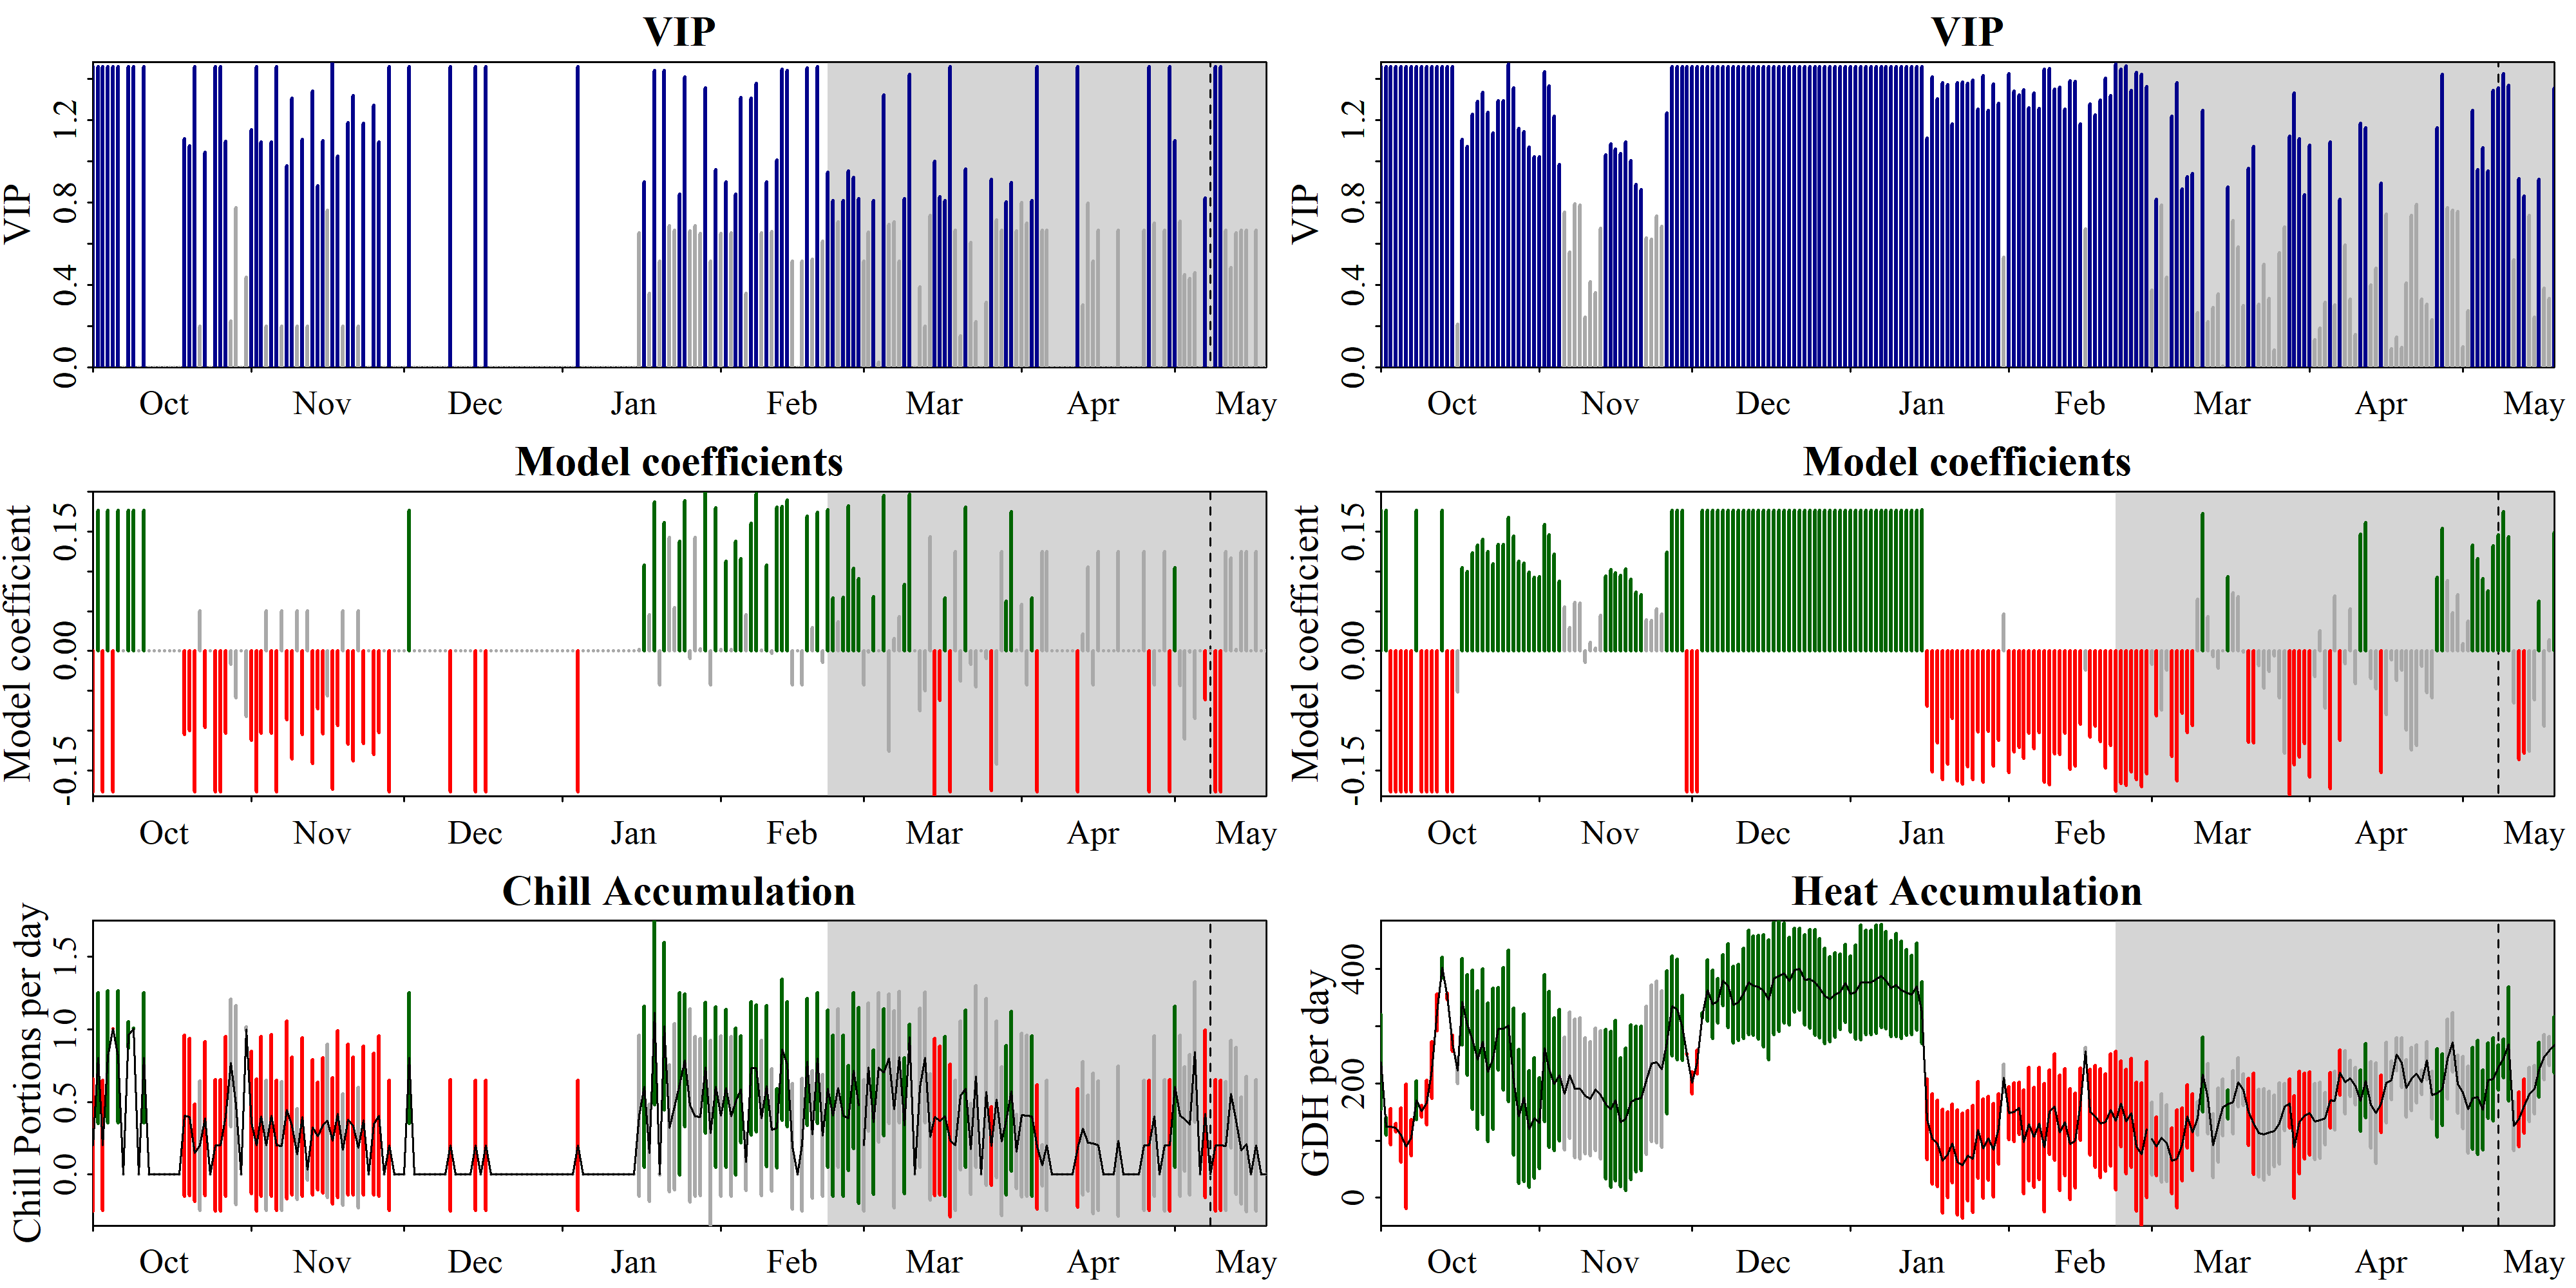 VIP
VIP
0.0 0.4 0.8 1.2
Oct Nov Dec Jan Feb Mar Apr May
VIP
VIP
0.0 0.4 0.8 1.2
Oct Nov Dec Jan Feb Mar Apr May
Model coefficients
Model coefficient
-0.15 0.00 0.15
Oct Nov Dec Jan Feb Mar Apr May
Model coefficients
Model coefficient
-0.15 0.00 0.15
Oct Nov Dec Jan Feb Mar Apr May
Chill Accumulation
Chill Portions per day
0.0 0.5 1.0 1.5
Oct Nov Dec Jan Feb Mar Apr May
Heat Accumulation
GDH per day
0 200 400
Oct Nov Dec Jan Feb Mar Apr May